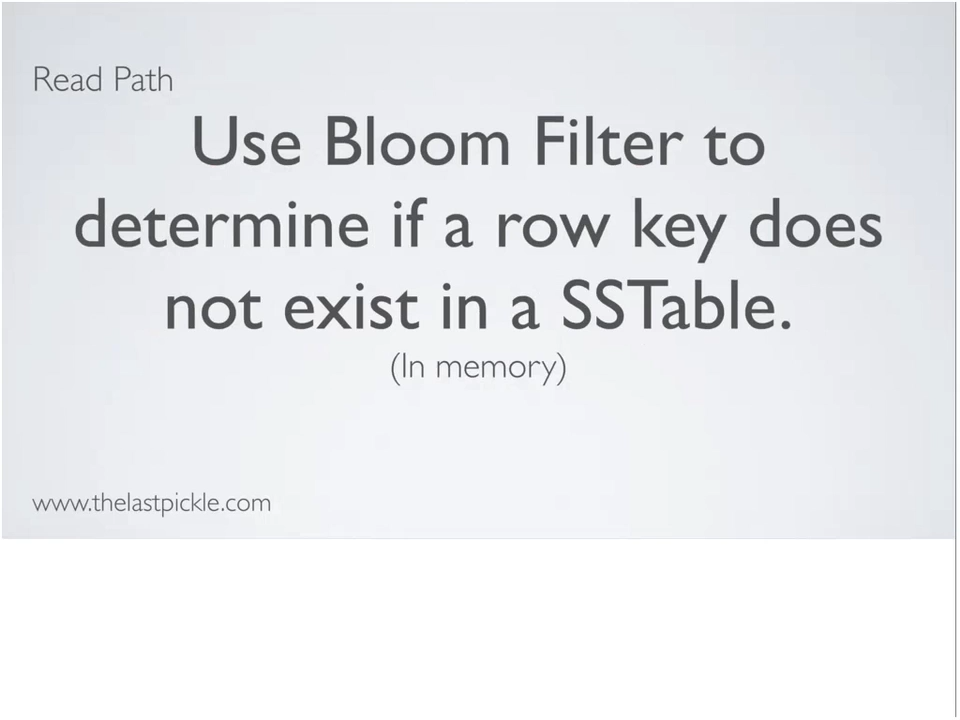 Read Path
Use Bloom Filter to
determine if a row key does
not exist in a SSTable.
(In memory)
www.thelastpickle.com